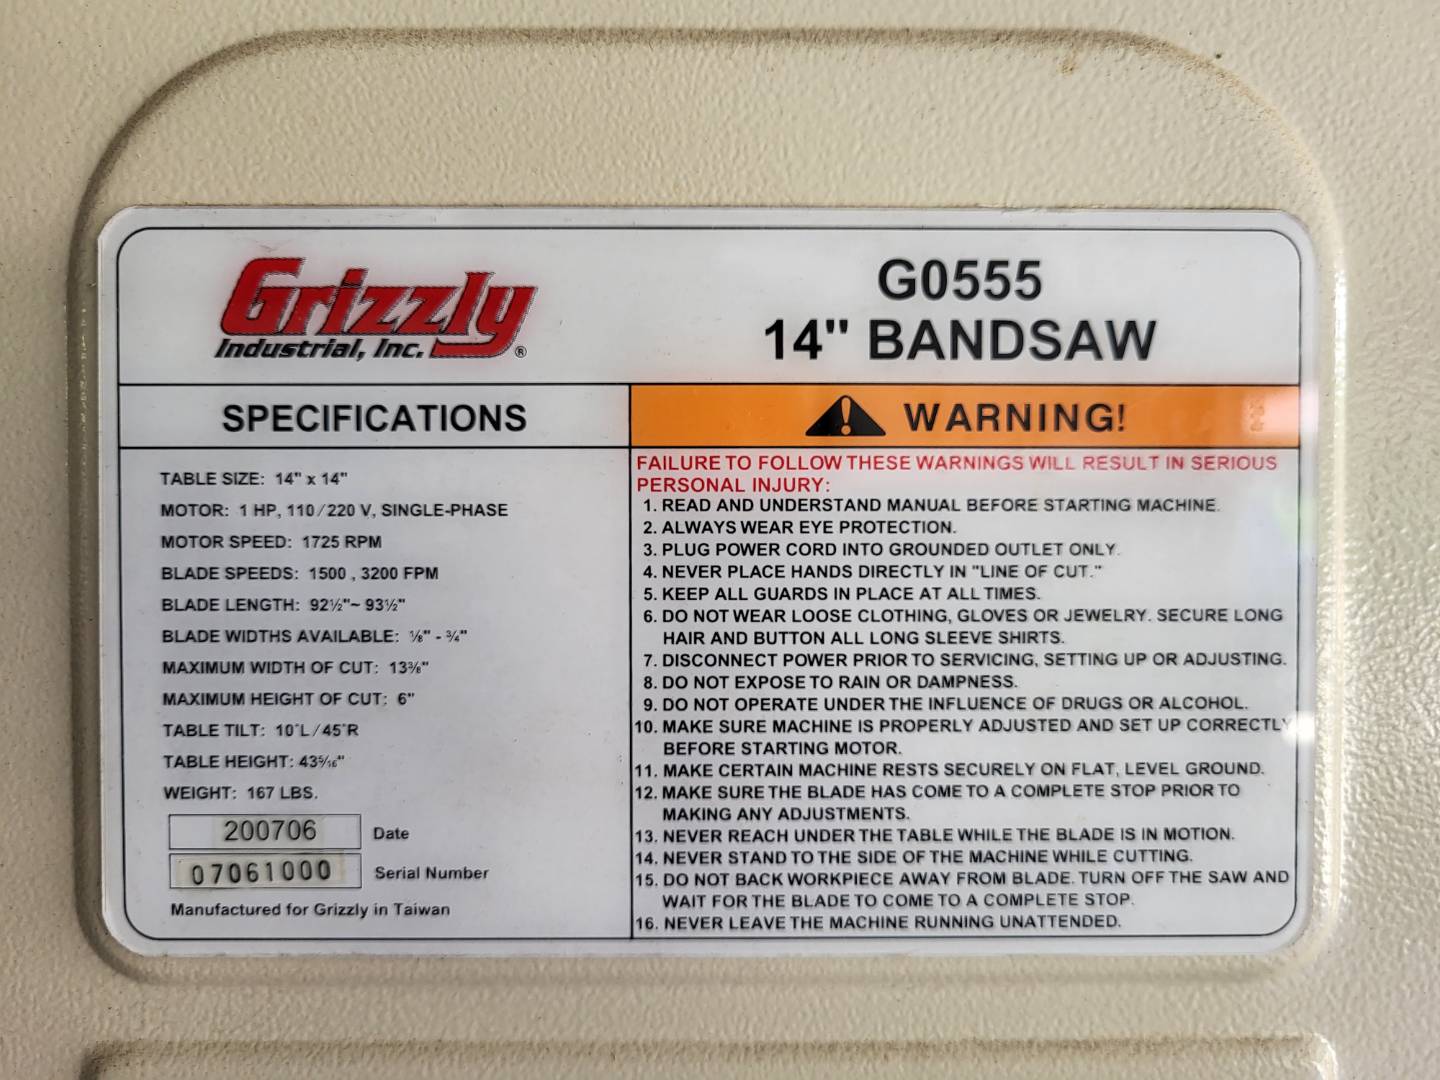 Grizzly
Industrial, Inc. ®
G0555
14" BANDSAW
SPECIFICATIONS
TABLE SIZE: 14" x 14"
MOTOR: 1 HP, 110/220 V, SINGLE-PHASE
MOTOR SPEED: 1725 RPM
BLADE SPEEDS: 1500 , 3200 FPM
BLADE LENGTH: 92½"~ 93½"
BLADE WIDTHS AVAILABLE: ⅛" - ¾"
MAXIMUM WIDTH OF CUT: 13⅜"
MAXIMUM HEIGHT OF CUT: 6"
TABLE TILT: 10°L/45°R
TABLE HEIGHT: 43⁵⁄₁₆"
WEIGHT: 167 LBS.
200706 Date
07061000 Serial Number
Manufactured for Grizzly in Taiwan
WARNING!
FAILURE TO FOLLOW THESE WARNINGS WILL RESULT IN SERIOUS
PERSONAL INJURY:
1. READ AND UNDERSTAND MANUAL BEFORE STARTING MACHINE.
2. ALWAYS WEAR EYE PROTECTION.
3. PLUG POWER CORD INTO GROUNDED OUTLET ONLY.
4. NEVER PLACE HANDS DIRECTLY IN "LINE OF CUT."
5. KEEP ALL GUARDS IN PLACE AT ALL TIMES.
6. DO NOT WEAR LOOSE CLOTHING, GLOVES OR JEWELRY. SECURE LONG
HAIR AND BUTTON ALL LONG SLEEVE SHIRTS.
7. DISCONNECT POWER PRIOR TO SERVICING, SETTING UP OR ADJUSTING.
8. DO NOT EXPOSE TO RAIN OR DAMPNESS.
9. DO NOT OPERATE UNDER THE INFLUENCE OF DRUGS OR ALCOHOL.
10. MAKE SURE MACHINE IS PROPERLY ADJUSTED AND SET UP CORRECTLY
BEFORE STARTING MOTOR.
11. MAKE CERTAIN MACHINE RESTS SECURELY ON FLAT, LEVEL GROUND.
12. MAKE SURE THE BLADE HAS COME TO A COMPLETE STOP PRIOR TO
MAKING ANY ADJUSTMENTS.
13. NEVER REACH UNDER THE TABLE WHILE THE BLADE IS IN MOTION.
14. NEVER STAND TO THE SIDE OF THE MACHINE WHILE CUTTING.
15. DO NOT BACK WORKPIECE AWAY FROM BLADE. TURN OFF THE SAW AND
WAIT FOR THE BLADE TO COME TO A COMPLETE STOP.
16. NEVER LEAVE THE MACHINE RUNNING UNATTENDED.